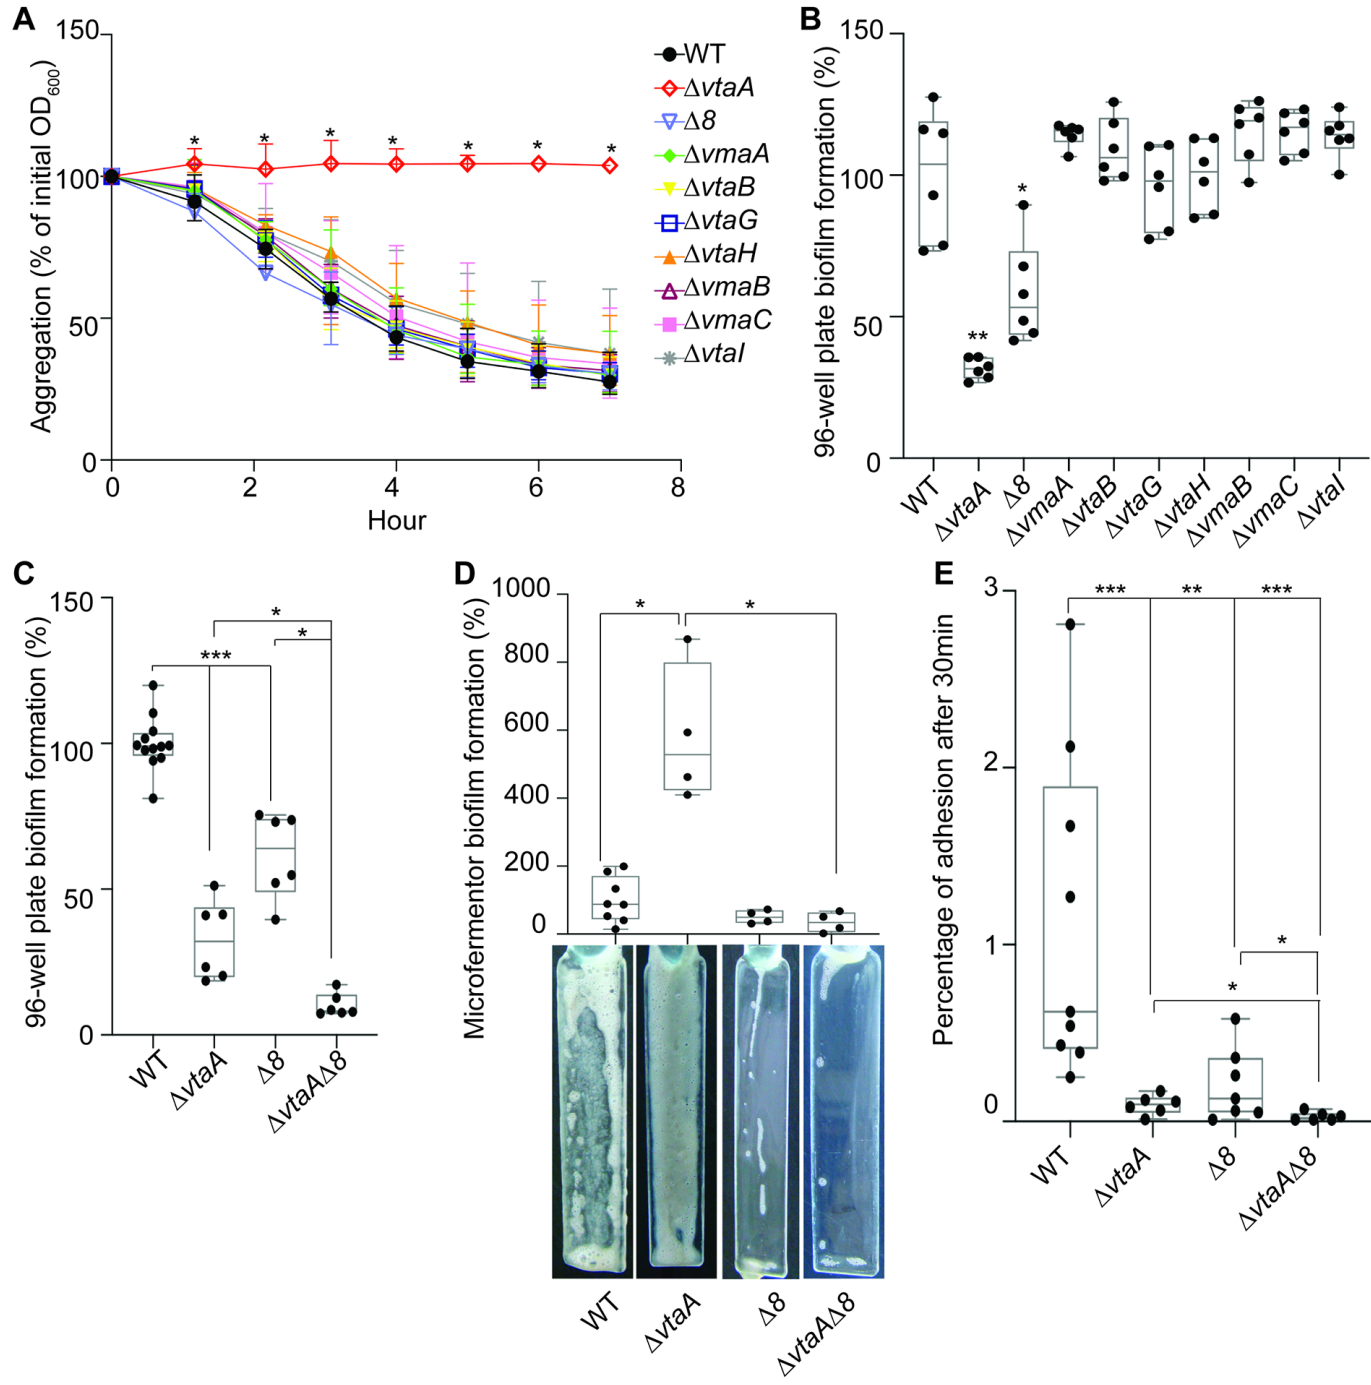 A
150
100
50
0
Aggregration (% of initial OD600)
0
2
4
6
8
Hour
* * * * * * *
WT
ΔvtaA
Δ8
ΔvmaA
ΔvtaB
ΔvtaG
ΔvtaH
ΔvmaB
ΔvmaC
ΔvtaI
B
150
100
50
0
96-well plate biofilm formation (%)
**
*
WT
ΔvtaA
Δ8
ΔvmaA
ΔvtaB
ΔvtaG
ΔvtaH
ΔvmaB
ΔvmaC
ΔvtaI
C
150
100
50
0
96-well plate biofilm formation (%)
*
*
***
WT
ΔvtaA
Δ8
ΔvtaAΔ8
D
1000
800
600
400
200
0
Microfermentor biofilm formation (%)
*
*
WT
ΔvtaA
Δ8
ΔvtaAΔ8
E
3
2
1
0
Percentage of adhesion after 30min
***
**
***
*
*
WT
ΔvtaA
Δ8
ΔvtaAΔ8